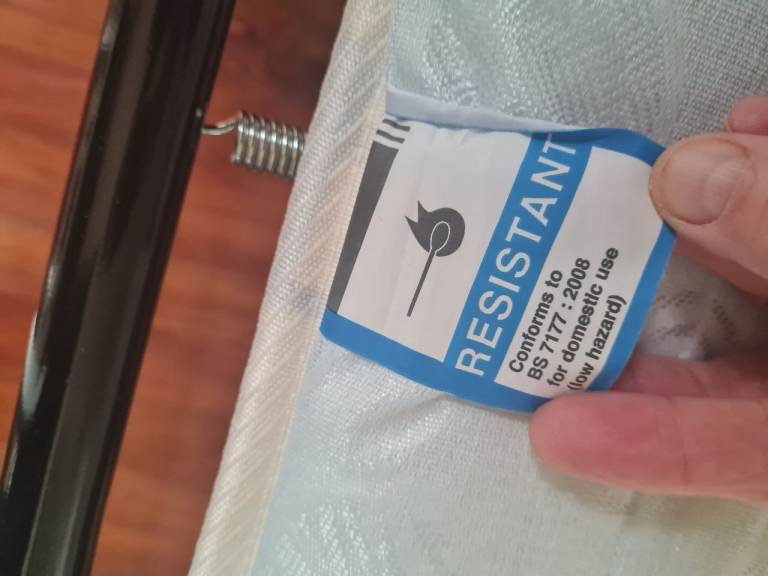 RESISTANT
Conforms to
BS 7177 : 2008
for domestic use
(low hazard)